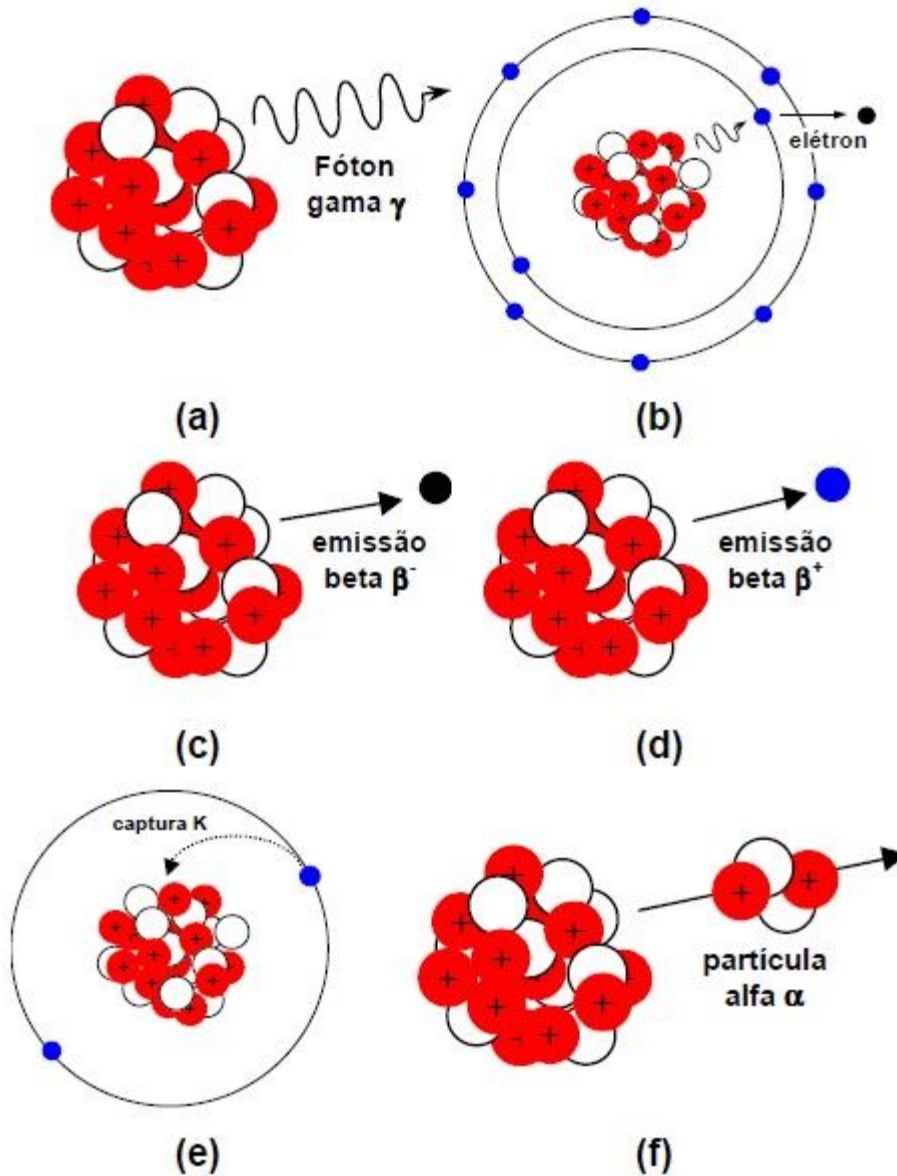 Fóton
gama γ
elétron
(a)
(b)
emissão
beta β⁻
emissão
beta β⁺
(c)
(d)
captura K
partícula
alfa α
(e)
(f)